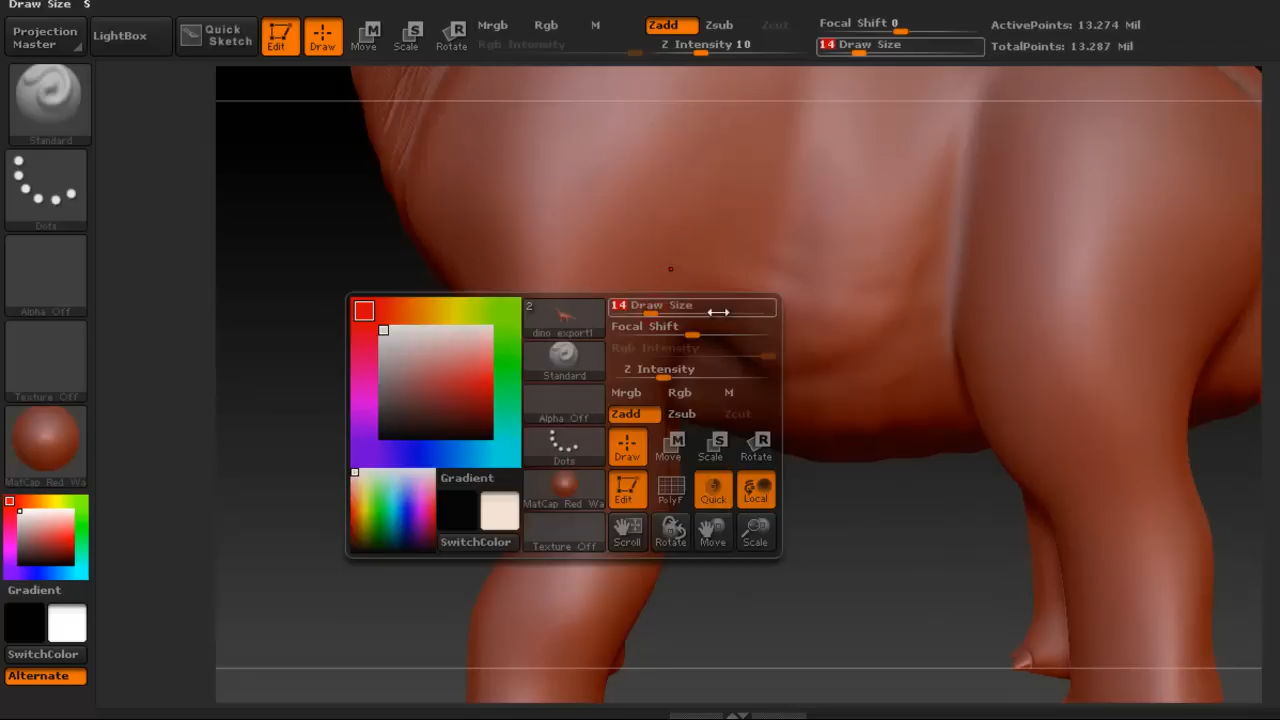 Draw Size S
Projection Master
LightBox
Quick Sketch
Edit
Draw
Move
Scale
Rotate
Mrgb Rgb M
Rgb Intensity
Zadd Zsub Zcut
Z Intensity 10
Focal Shift 0
14 Draw Size
ActivePoints: 13.274 Mil
TotalPoints: 13.287 Mil
Standard
Dots
Alpha Off
Texture Off
MatCap Red Wa
Gradient
SwitchColor
Alternate
2
dino_export1
Standard
Alpha Off
Dots
MatCap Red Wa
Texture Off
Gradient
SwitchColor
14 Draw Size
Focal Shift
Rgb Intensity
Z Intensity
Mrgb Rgb M
Zadd Zsub Zcut
Draw Move Scale Rotate
Edit PolyF Quick Local
Scroll Rotate Move Scale